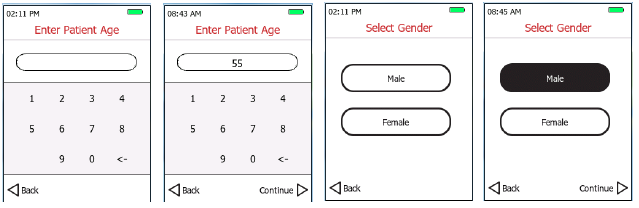 02:11 PM
Enter Patient Age
1 2 3 4
5 6 7 8
9 0 <-
Back
08:43 AM
Enter Patient Age
55
1 2 3 4
5 6 7 8
9 0 <-
Back Continue
02:11 PM
Select Gender
Male
Female
Back
08:45 AM
Select Gender
Male
Female
Back Continue